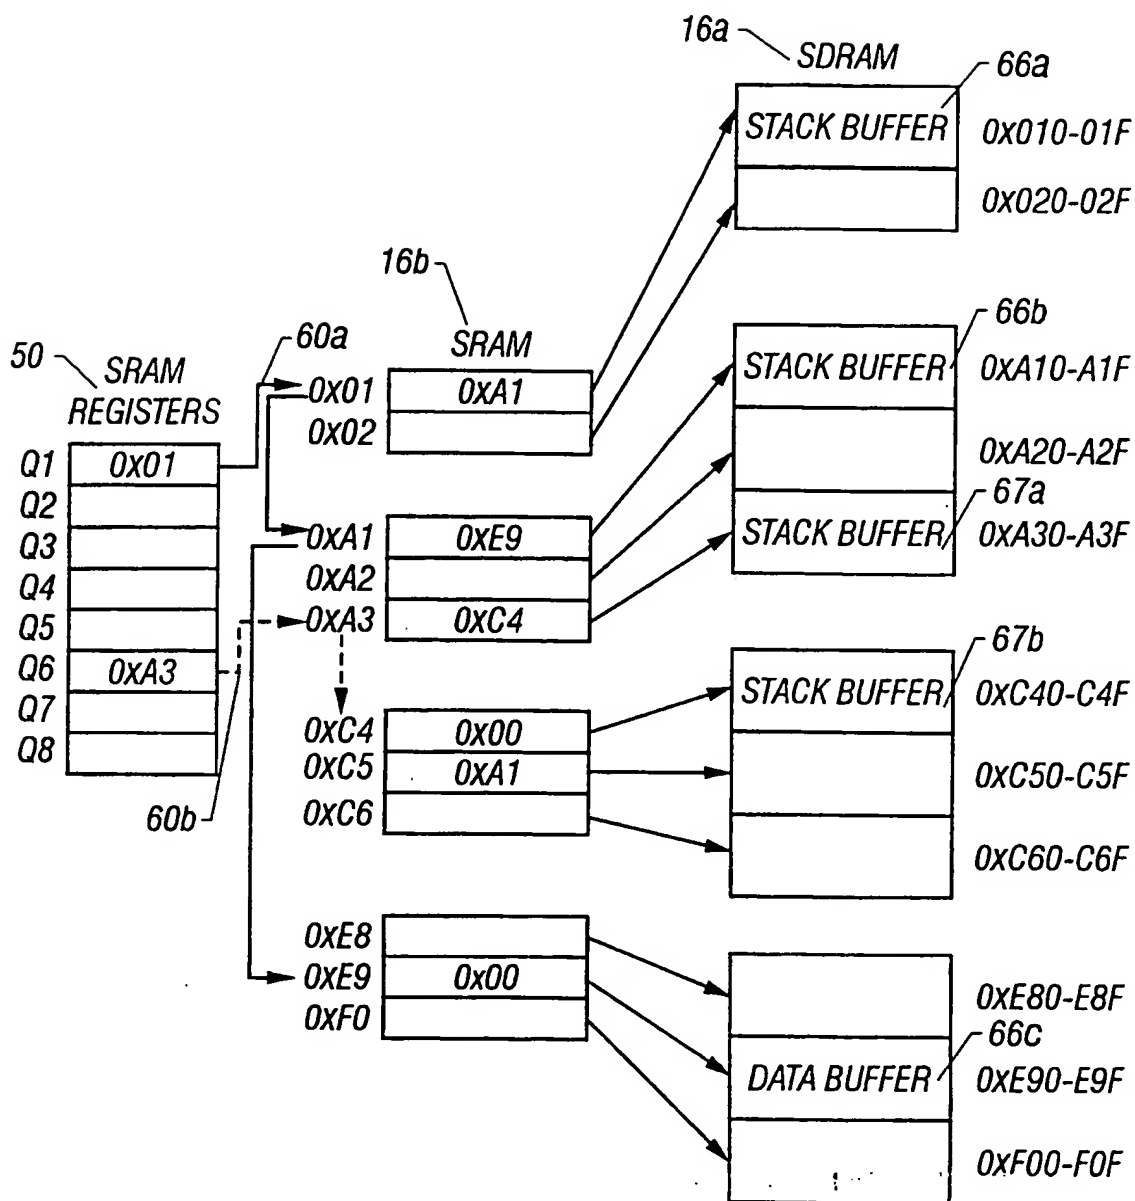 16a
SDRAM
66a
STACK BUFFER
0X010-01F
0X020-02F
16b
60a
SRAM
66b
50
SRAM
REGISTERS
0X01
0XA1
0X02
STACK BUFFER
0XA10-A1F
0XA20-A2F
67a
STACK BUFFER
0XA30-A3F
Q1
0X01
Q2
Q3
Q4
Q5
Q6
0XA3
Q7
Q8
0XA1
0XE9
0XA2
0XA3
0XC4
67b
STACK BUFFER
0XC40-C4F
0XC4
0X00
0XC5
0XA1
0XC50-C5F
0XC6
60b
0XC60-C6F
0XE8
0XE9
0X00
0XF0
0XE80-E8F
66c
DATA BUFFER
0XE90-E9F
0XF00-F0F